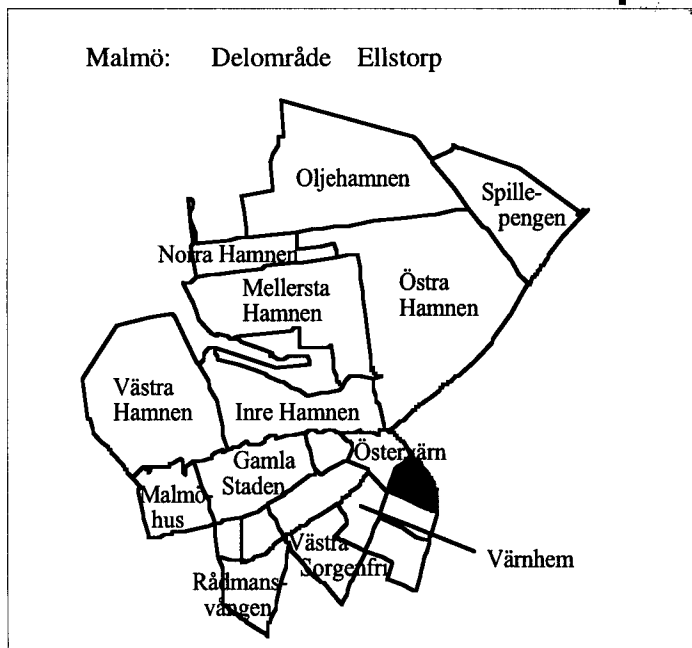 Malmö: Delområde Ellstorp
Oljehamnen
Spille-
pengen
Norra Hamnen
Mellersta
Hamnen
Östra
Hamnen
Västra
Hamnen
Inre Hamnen
Östervärn
Gamla
Staden
Malmö-
hus
Västra
Sorgenfri
Värnhem
Rådmans-
vången